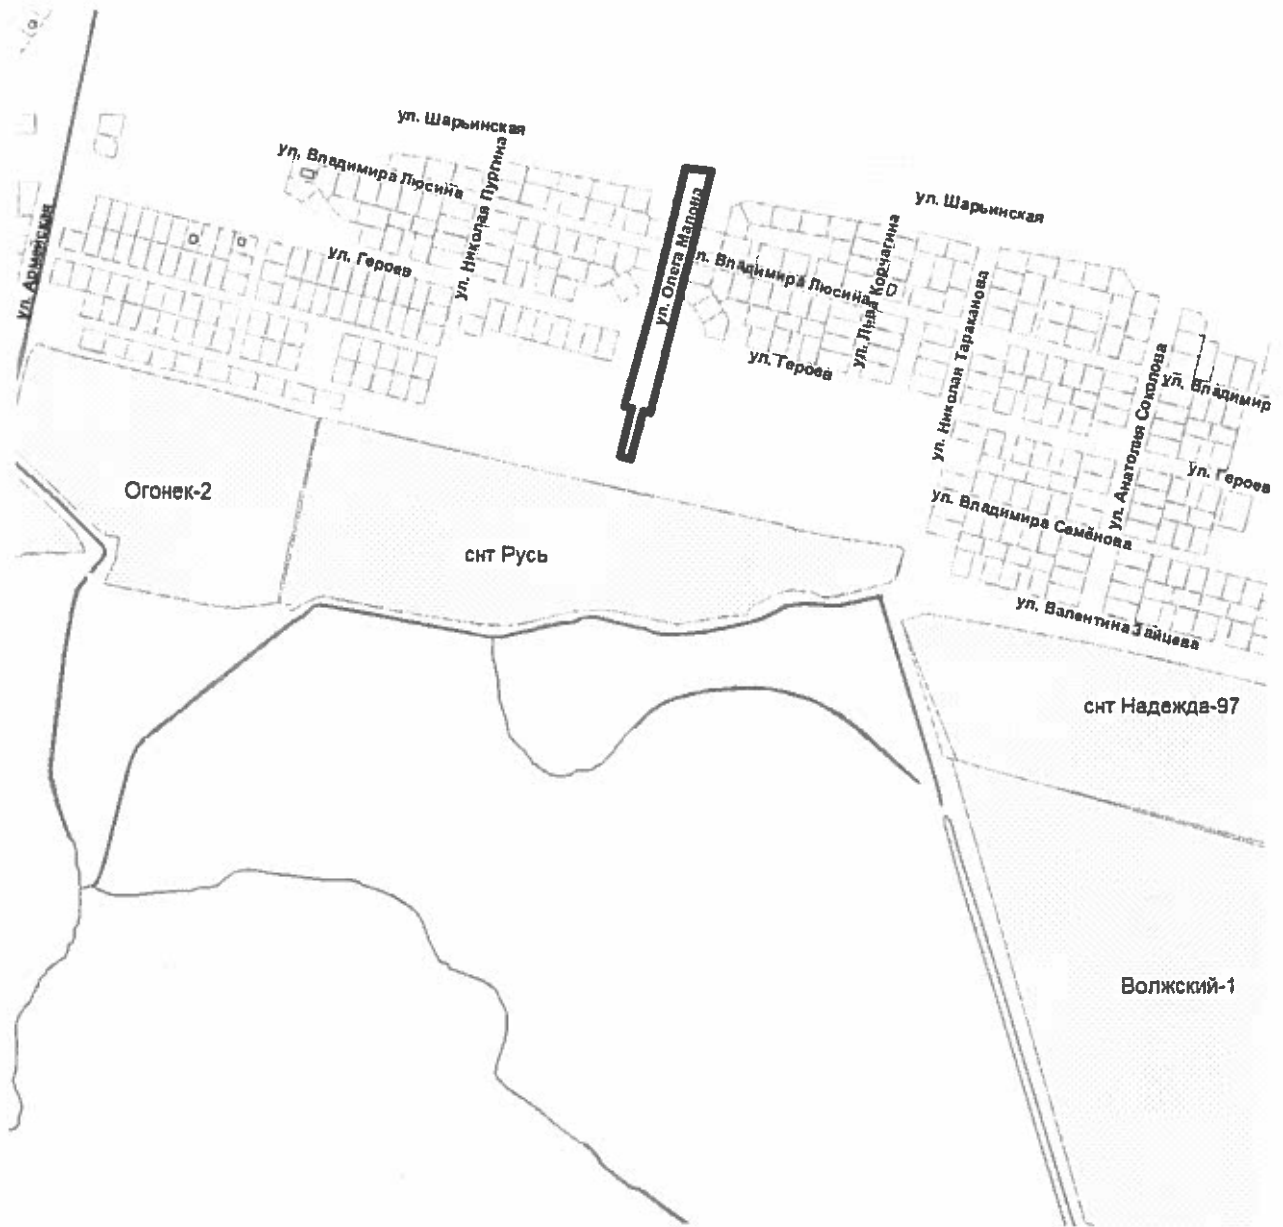 ул. Шарьинская
ул. Владимира Люсина
ул. Николая Пургина
ул. Армейская
ул. Героев
ул. Олега Малова
ул. Шарьинская
л. Владимира Люсина
ул. Льва Корчагина
ул. Героев
ул. Николая Тараканова
ул. Анатолия Соколова
ул. Владимир
ул. Героев
Огонек-2
ул. Владимира Семёнова
снт Русь
ул. Валентина Зайцева
снт Надежда-97
Волжский-1